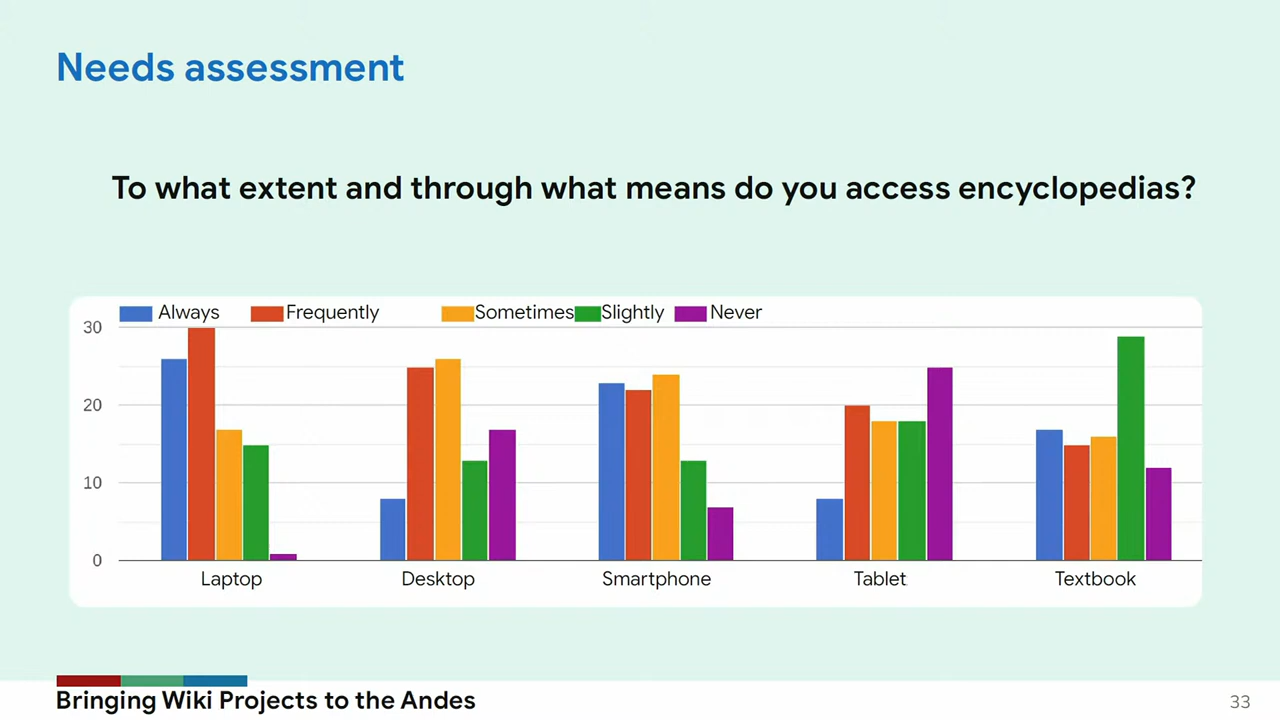 Needs assessment
To what extent and through what means do you access encyclopedias?
Always Frequently Sometimes Slightly Never
30
20
10
0
Laptop Desktop Smartphone Tablet Textbook
Bringing Wiki Projects to the Andes
33